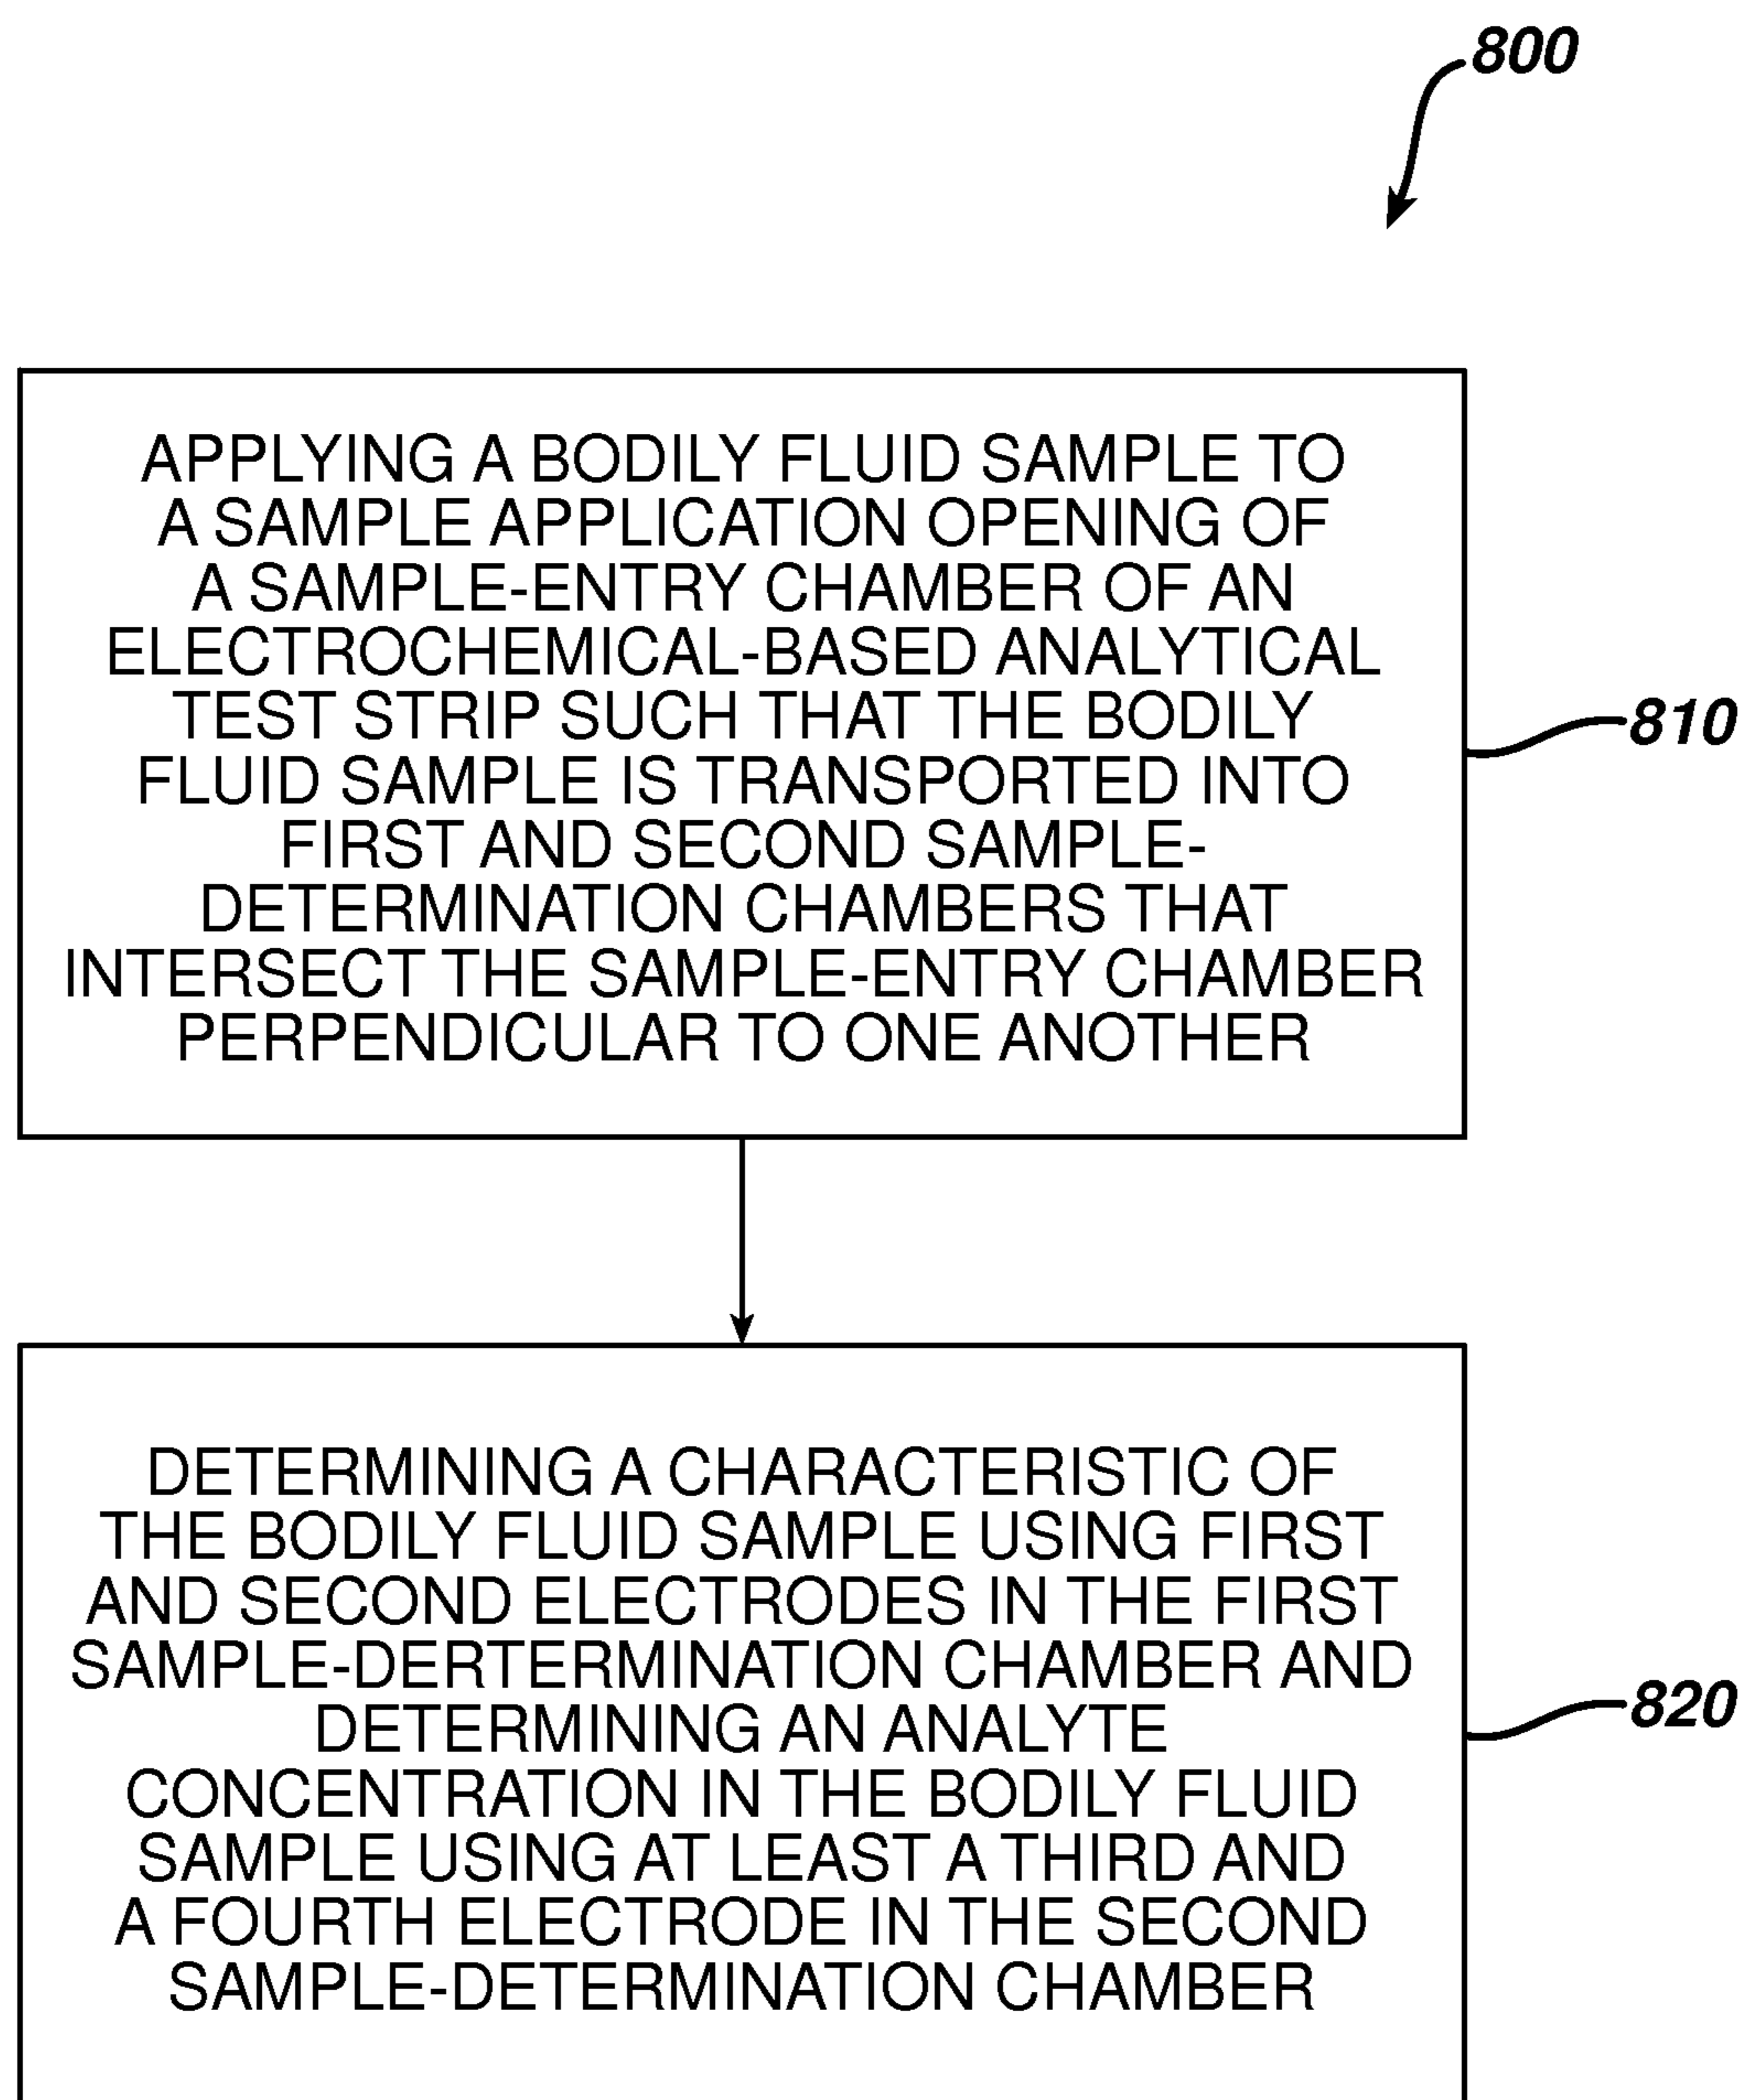 800
APPLYING A BODILY FLUID SAMPLE TO
A SAMPLE APPLICATION OPENING OF
A SAMPLE-ENTRY CHAMBER OF AN
ELECTROCHEMICAL-BASED ANALYTICAL
TEST STRIP SUCH THAT THE BODILY
FLUID SAMPLE IS TRANSPORTED INTO
FIRST AND SECOND SAMPLE-
DETERMINATION CHAMBERS THAT
INTERSECT THE SAMPLE-ENTRY CHAMBER
PERPENDICULAR TO ONE ANOTHER
810
DETERMINING A CHARACTERISTIC OF
THE BODILY FLUID SAMPLE USING FIRST
AND SECOND ELECTRODES IN THE FIRST
SAMPLE-DERTERMINATION CHAMBER AND
DETERMINING AN ANALYTE
CONCENTRATION IN THE BODILY FLUID
SAMPLE USING AT LEAST A THIRD AND
A FOURTH ELECTRODE IN THE SECOND
SAMPLE-DETERMINATION CHAMBER
820